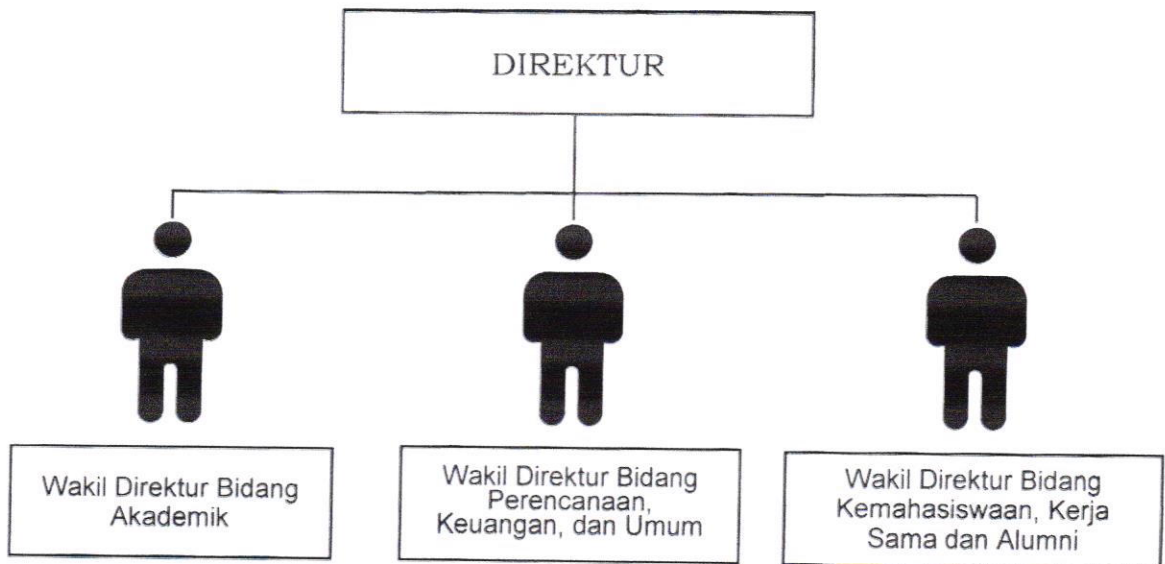 DIREKTUR
Wakil Direktur Bidang
Akademik
Wakil Direktur Bidang
Perencanaan,
Keuangan, dan Umum
Wakil Direktur Bidang
Kemahasiswaan, Kerja
Sama dan Alumni